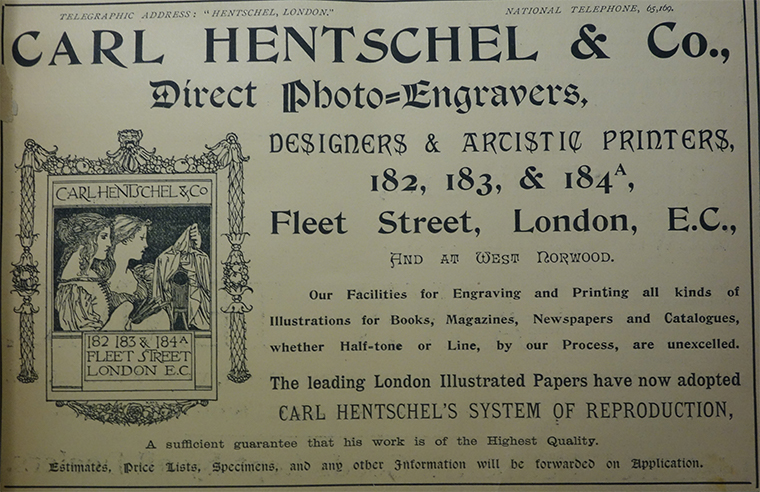 TELEGRAPHIC ADDRESS: "HENTSCHEL, LONDON."
NATIONAL TELEPHONE, 65,169.
CARL HENTSCHEL & Co.,
Direct Photo=Engravers,
DESIGNERS & ARTISTIC PRINTERS,
182, 183, & 184A,
Fleet Street, London, E.C.,
AND AT WEST NORWOOD.
CARL HENTSCHEL & Co
182 183 & 184A
FLEET STREET
LONDON E.C.
Our Facilities for Engraving and Printing all kinds of
Illustrations for Books, Magazines, Newspapers and Catalogues,
whether Half-tone or Line, by our Process, are unexcelled.
The leading London Illustrated Papers have now adopted
CARL HENTSCHEL'S SYSTEM OF REPRODUCTION,
A sufficient guarantee that his work is of the Highest Quality.
Estimates, Price Lists, Specimens, and any other Information will be forwarded on Application.